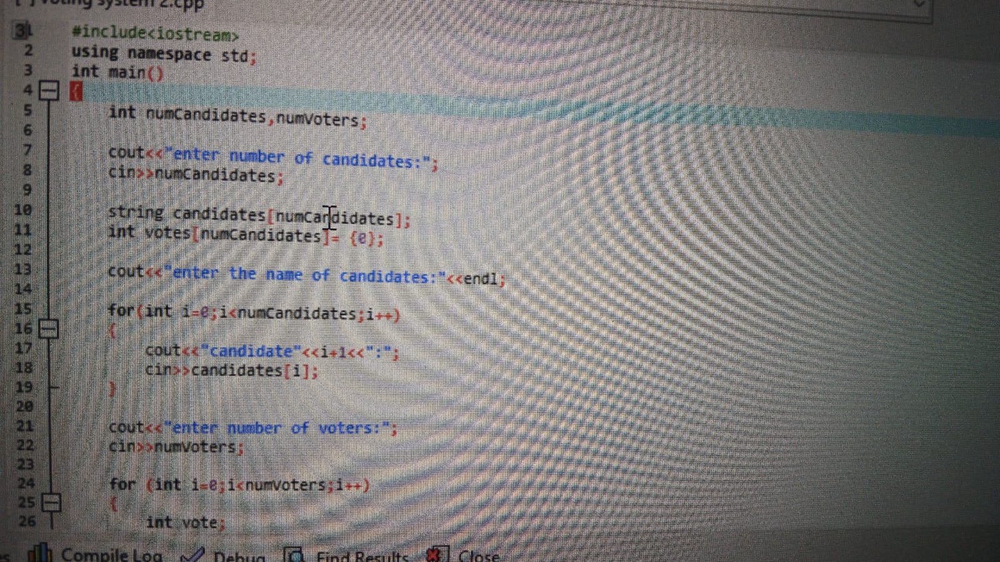 voting system 2.cpp
1 #include<iostream>
2 using namespace std;
3 int main()
4 {
5 int numCandidates,numVoters;
6
7 cout<<"enter number of candidates:";
8 cin>>numCandidates;
9
10 string candidates[numCandidates];
11 int votes[numCandidates]= {0};
12
13 cout<<"enter the name of candidates:"<<endl;
14
15 for(int i=0;i<numCandidates;i++)
16 {
17 cout<<"candidate"<<i+1<<":";
18 cin>>candidates[i];
19 }
20
21 cout<<"enter number of voters:";
22 cin>>numVoters;
23
24 for (int i=0;i<numVoters;i++)
25 {
26 int vote;
Compile Log Debug Find Results Close